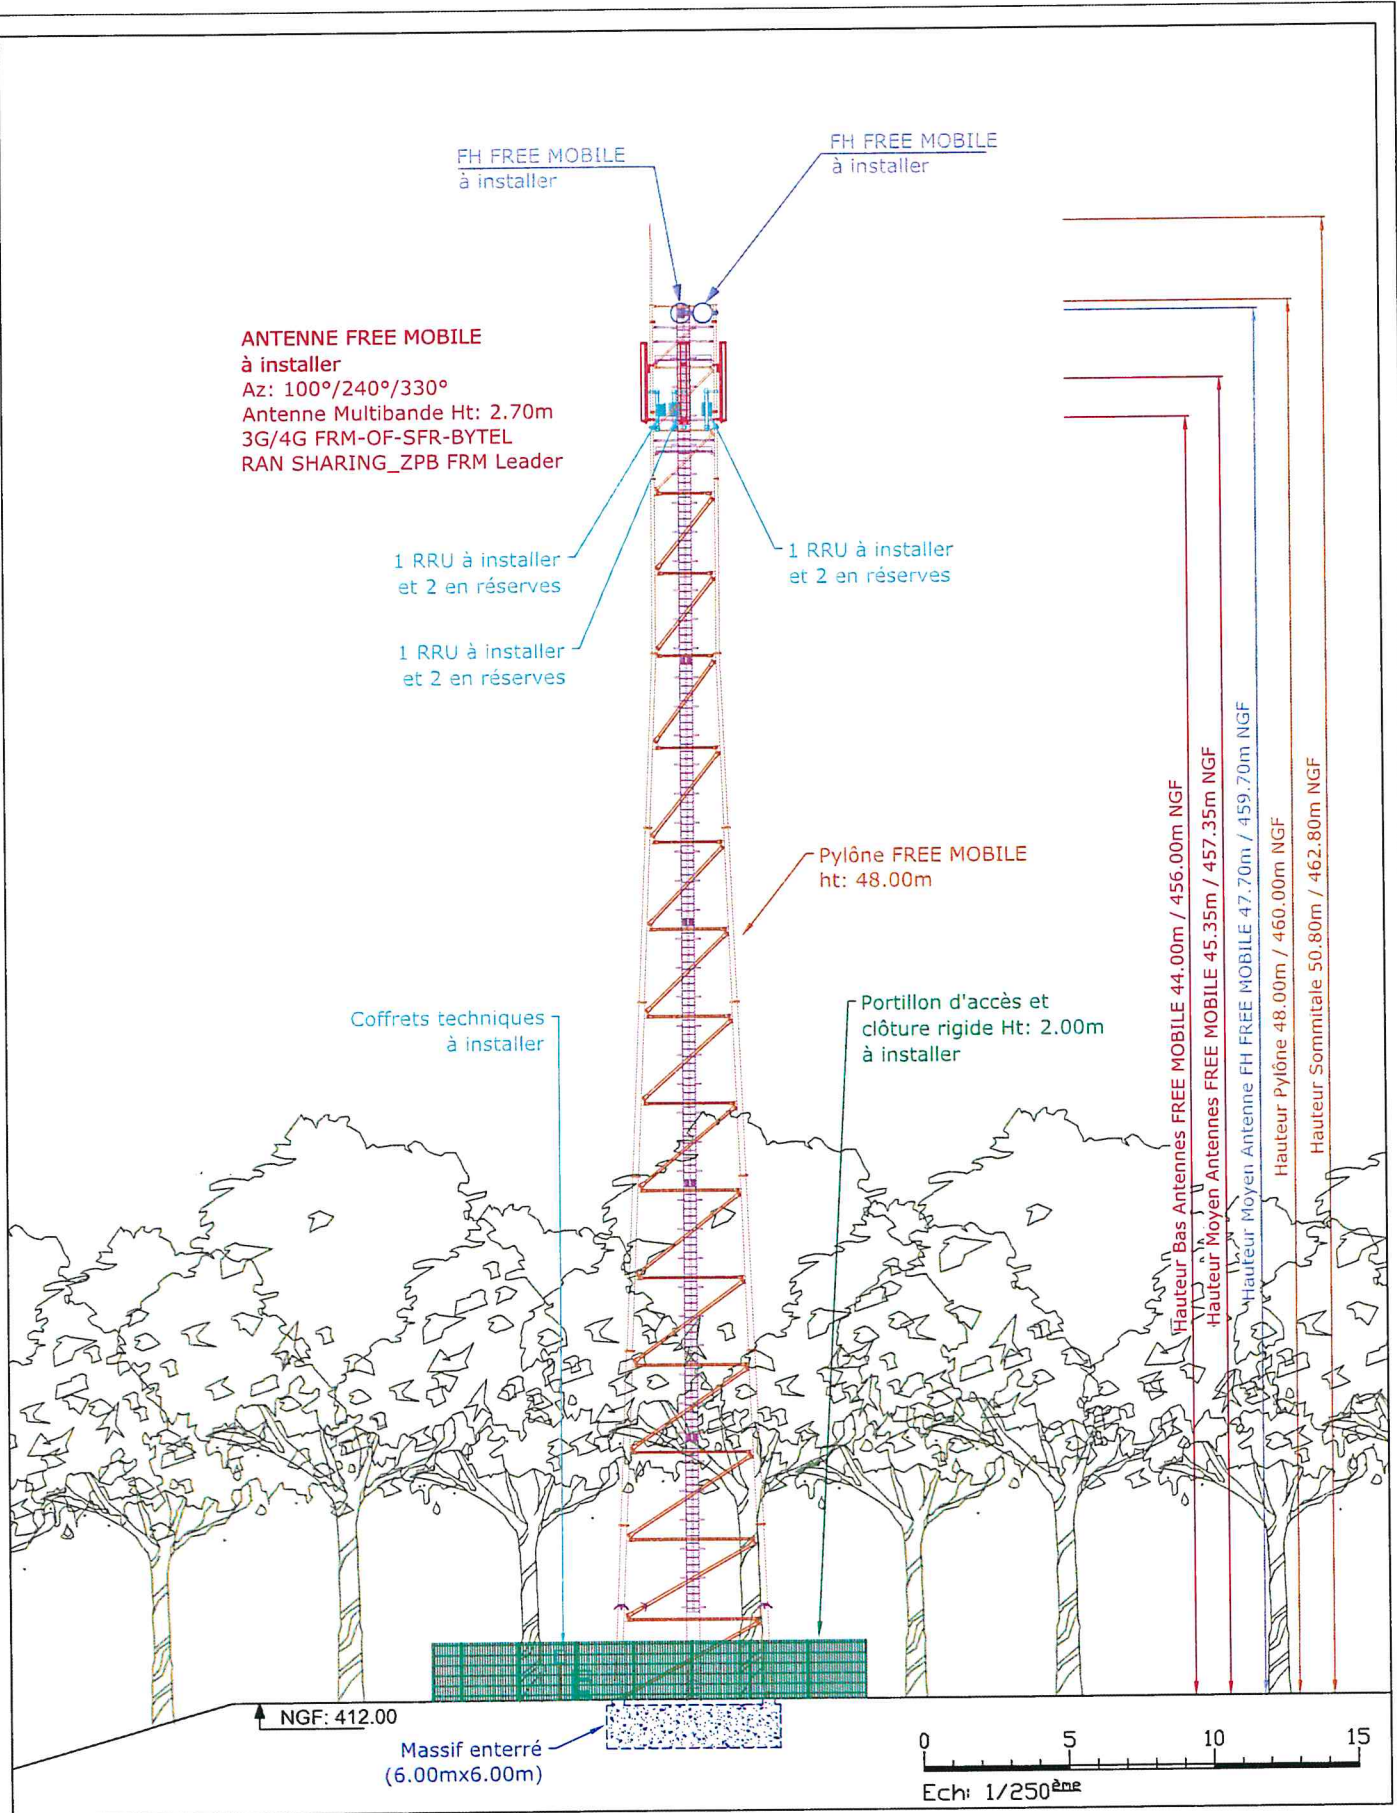 FH FREE MOBILE
à installer
FH FREE MOBILE
à installer
ANTENNE FREE MOBILE
à installer
Az: 100°/240°/330°
Antenne Multibande Ht: 2.70m
3G/4G FRM-OF-SFR-BYTEL
RAN SHARING_ZPB FRM Leader
1 RRU à installer
et 2 en réserves
1 RRU à installer
et 2 en réserves
1 RRU à installer
et 2 en réserves
Pylône FREE MOBILE
ht: 48.00m
Coffrets techniques
à installer
Portillon d'accès et
clôture rigide Ht: 2.00m
à installer
Hauteur Bas Antennes FREE MOBILE 44.00m / 456.00m NGF
Hauteur Moyen Antennes FREE MOBILE 45.35m / 457.35m NGF
Hauteur Moyen Antenne FH FREE MOBILE 47.70m / 459.70m NGF
Hauteur Pylône 48.00m / 460.00m NGF
Hauteur Sommitale 50.80m / 462.80m NGF
NGF: 412.00
Massif enterré
(6.00mx6.00m)
0 5 10 15
Ech: 1/250ème